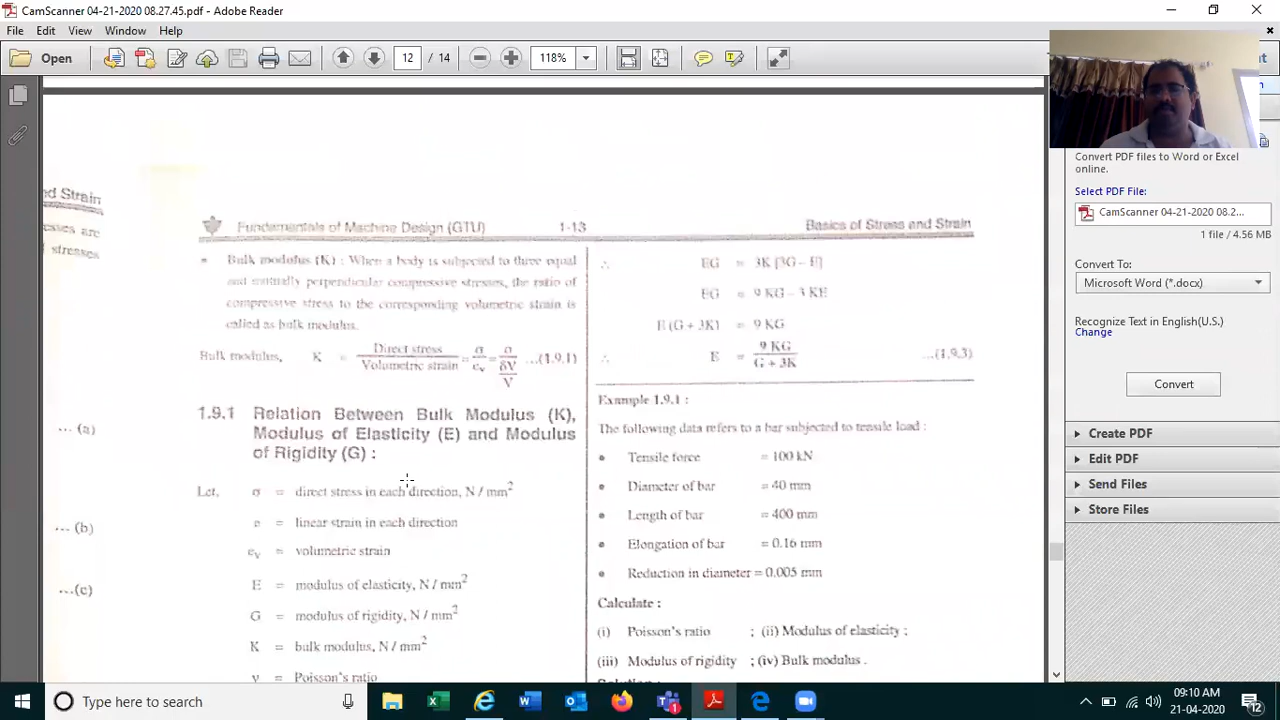 CamScanner 04-21-2020 08.27.45.pdf - Adobe Reader
File Edit View Window Help
Open 12 / 14 118%
nd Strain
esses are
stresses
... (a)
... (b)
...(c)
Fundamentals of Machine Design (GTU) 1-13 Basics of Stress and Strain
Bulk modulus (K) : When a body is subjected to three equal
and mutually perpendicular compressive stresses, the ratio of
compressive stress to the corresponding volumetric strain is
called as bulk modulus.
Bulk modulus, K = Direct stress / Volumetric strain = σ / e_v = σ / (δV / V) ...(1.9.1)
1.9.1 Relation Between Bulk Modulus (K),
Modulus of Elasticity (E) and Modulus
of Rigidity (G) :
Let, σ = direct stress in each direction, N / mm²
e = linear strain in each direction
e_v = volumetric strain
E = modulus of elasticity, N / mm²
G = modulus of rigidity, N / mm²
K = bulk modulus, N / mm²
ν = Poisson's ratio
∴ EG = 3K [3G – E]
EG = 9 KG – 3 KE
E (G + 3K) = 9 KG
∴ E = 9 KG / G + 3K ...(1.9.3)
Example 1.9.1 :
The following data refers to a bar subjected to tensile load :
• Tensile force = 100 kN
• Diameter of bar = 40 mm
• Length of bar = 400 mm
• Elongation of bar = 0.16 mm
• Reduction in diameter = 0.005 mm
Calculate :
(i) Poisson's ratio ; (ii) Modulus of elasticity ;
(iii) Modulus of rigidity ; (iv) Bulk modulus .
Solution :
Convert PDF files to Word or Excel
online.
Select PDF File:
CamScanner 04-21-2020 08.2...
1 file / 4.56 MB
Convert To:
Microsoft Word (*.docx)
Recognize Text in English(U.S.)
Change
Convert
Create PDF
Edit PDF
Send Files
Store Files
Type here to search
09:10 AM
21-04-2020
12